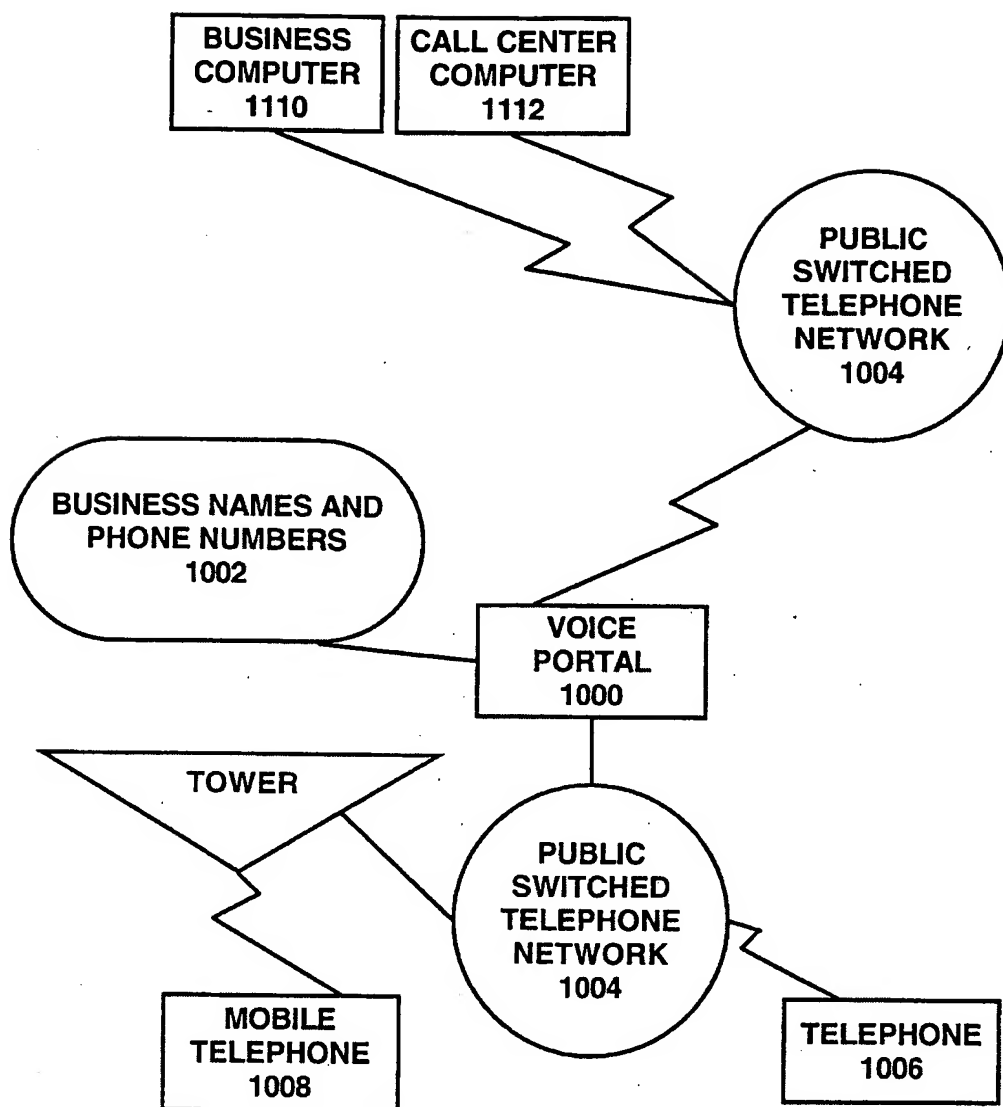 BUSINESS
COMPUTER
1110
CALL CENTER
COMPUTER
1112
PUBLIC
SWITCHED
TELEPHONE
NETWORK
1004
BUSINESS NAMES AND
PHONE NUMBERS
1002
VOICE
PORTAL
1000
TOWER
PUBLIC
SWITCHED
TELEPHONE
NETWORK
1004
MOBILE
TELEPHONE
1008
TELEPHONE
1006